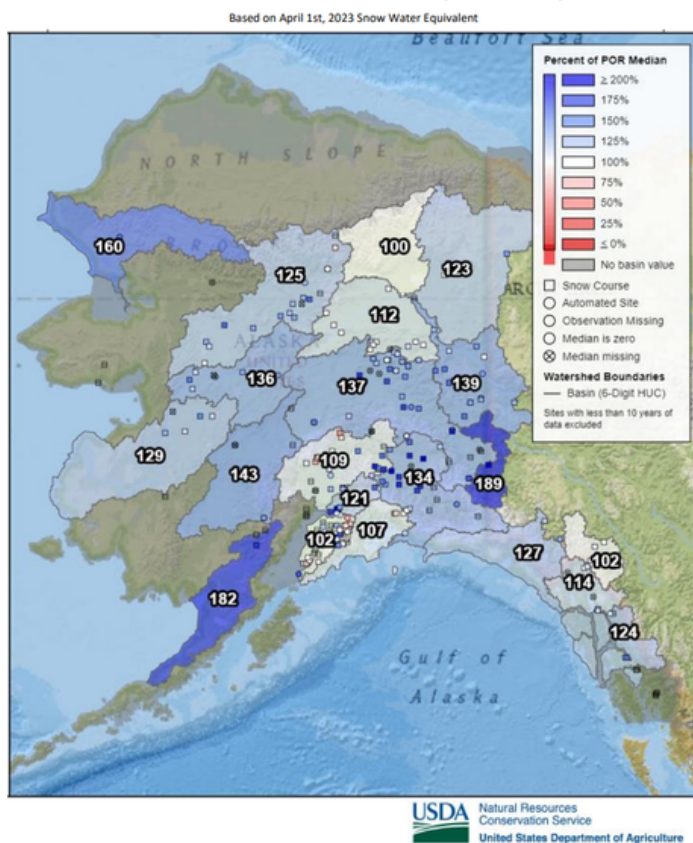 Based on April 1st, 2023 Snow Water Equivalent
Beaufort Sea
Percent of POR Median
≥ 200%
175%
150%
125%
100%
75%
50%
25%
≤ 0%
No basin value
Snow Course
Automated Site
Observation Missing
Median is zero
Median missing
Watershed Boundaries
Basin (6-Digit HUC)
Sites with less than 10 years of
data excluded
NORTH SLOPE
160
125
100
123
112
ALASKA
136
137
139
129
143
109
134
189
121
102
107
127
102
114
182
124
Gulf of
Alaska
USDA
Natural Resources
Conservation Service
United States Department of Agriculture